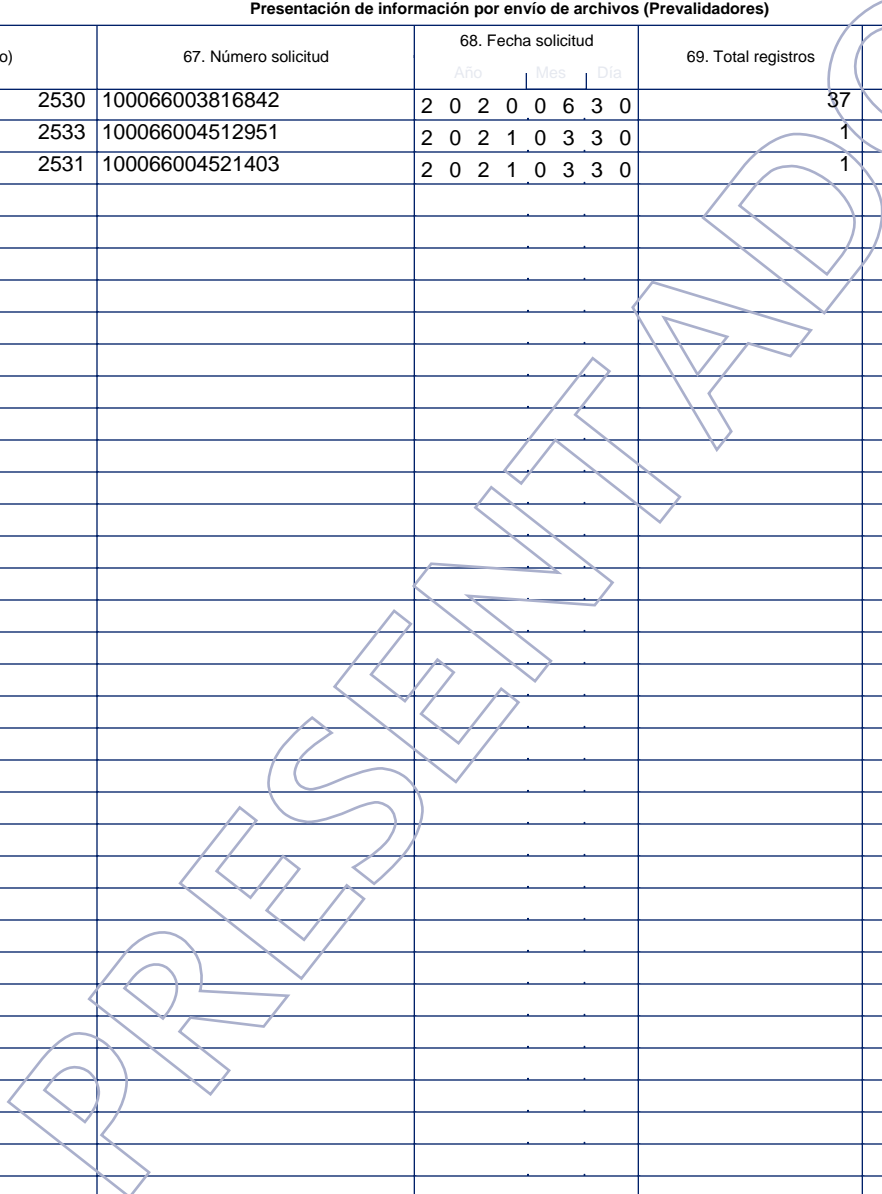 Presentación de información por envío de archivos (Prevalidadores)
o) 67. Número solicitud 68. Fecha solicitud 69. Total registros
Año Mes Día
2530 100066003816842 2 0 2 0 0 6 3 0 37
2533 100066004512951 2 0 2 1 0 3 3 0 1
2531 100066004521403 2 0 2 1 0 3 3 0 1
PRESENTADO